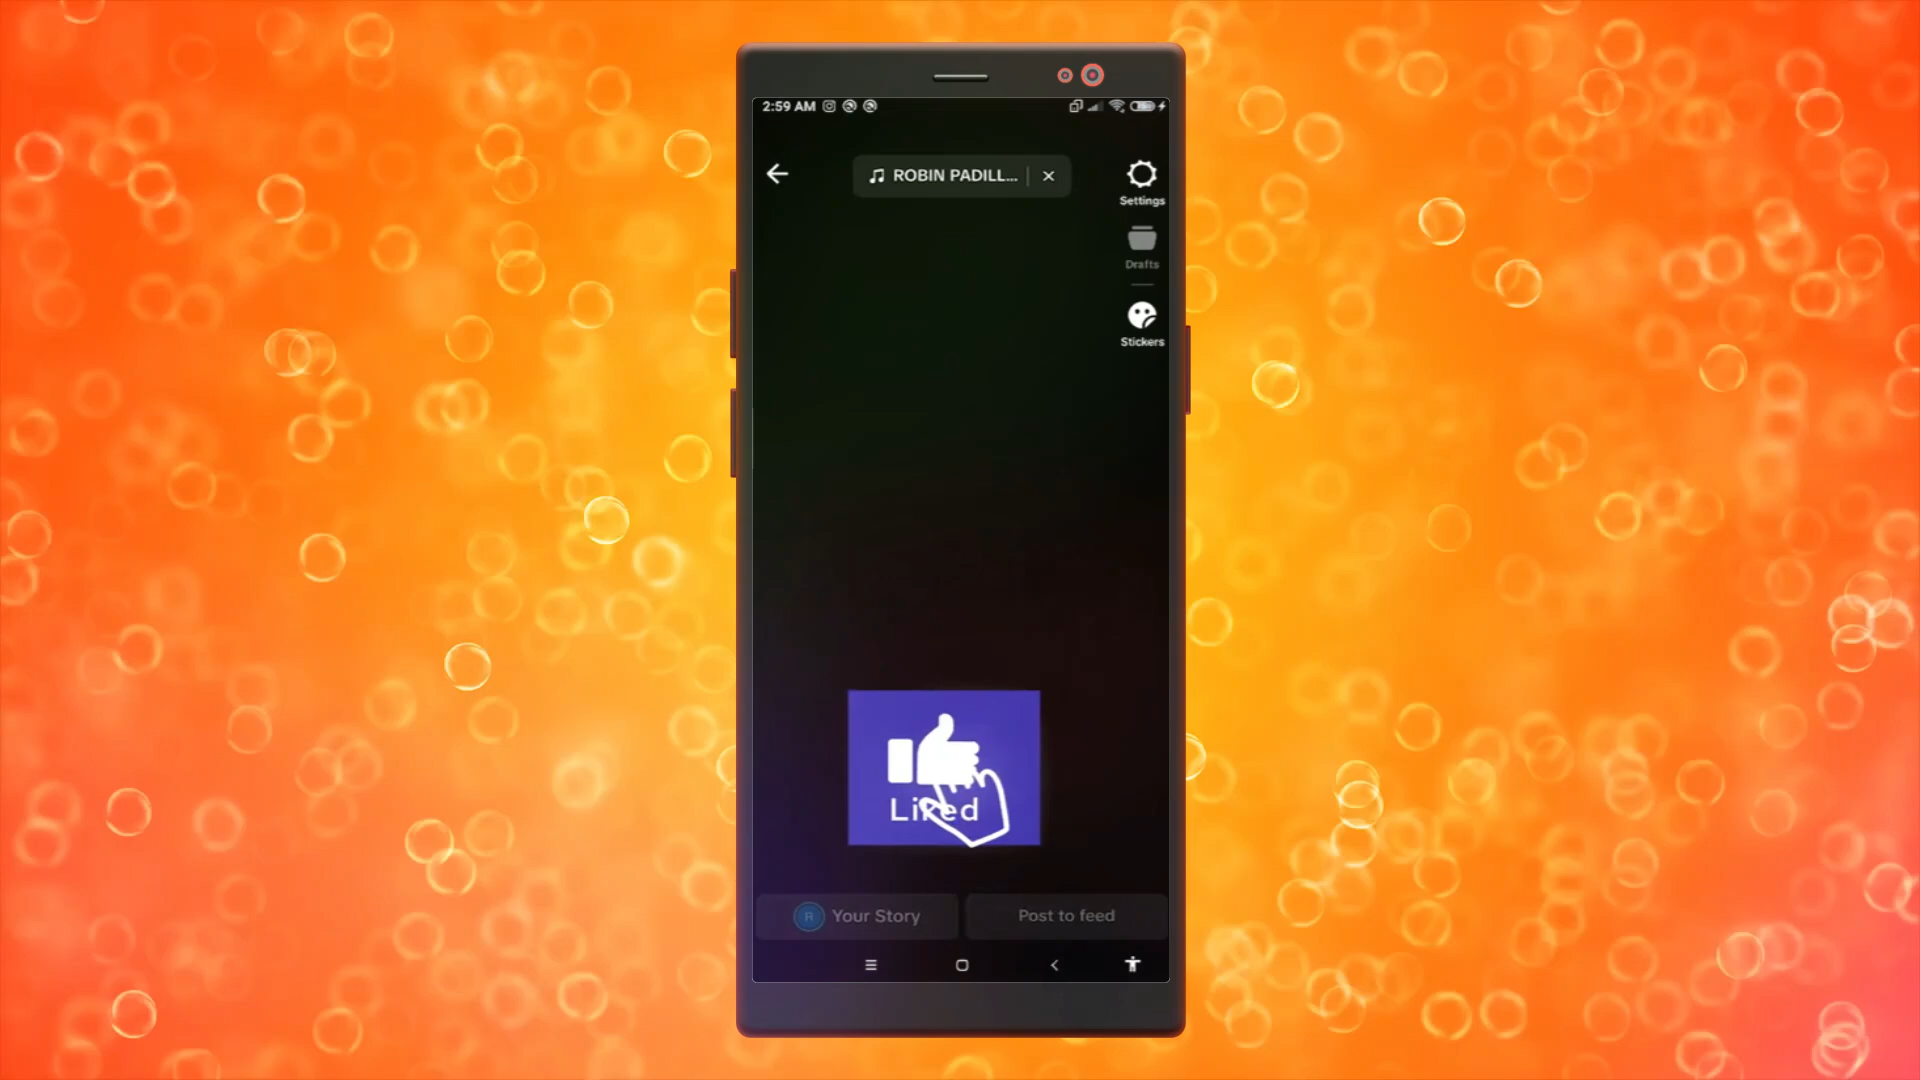 2:59 AM
ROBIN PADILL...
Settings
Drafts
Stickers
Liked
R Your Story
Post to feed